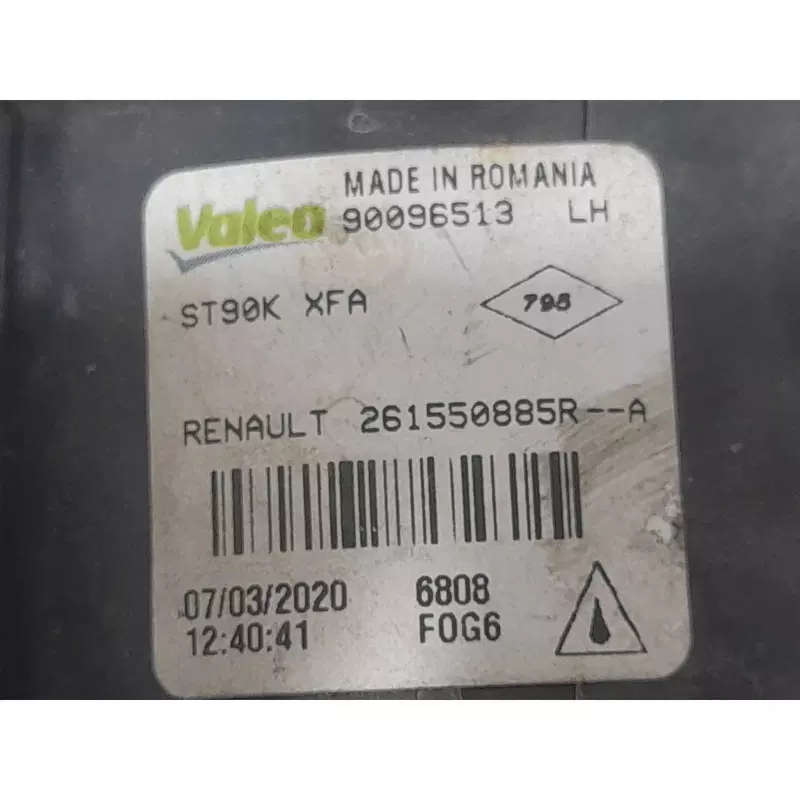 MADE IN ROMANIA
Valeo 90096513 LH
ST90K XFA 795
RENAULT 261550885R--A
07/03/2020 6808
12:40:41 FOG6